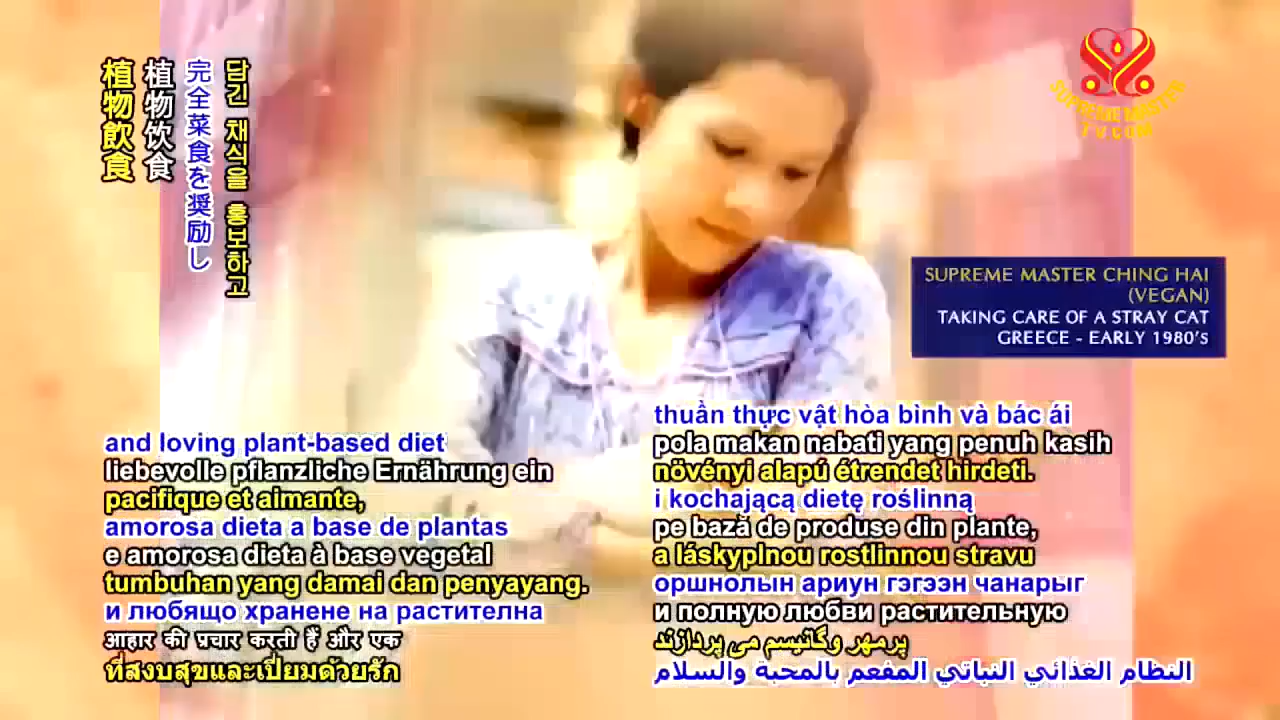 植物飲食
植物饮食
完全菜食を奨励し
담긴 채식을 홍보하고
SUPREME MASTER
TV.COM
SUPREME MASTER CHING HAI
(VEGAN)
TAKING CARE OF A STRAY CAT
GREECE - EARLY 1980's
and loving plant-based diet
liebevolle pflanzliche Ernährung ein
pacifique et aimante,
amorosa dieta a base de plantas
e amorosa dieta à base vegetal
tumbuhan yang damai dan penyayang.
и любящо хранене на растителна
आहार की प्रचार करती हैं और एक
ที่สงบสุขและเปี่ยมด้วยรัก
thuần thực vật hòa bình và bác ái
pola makan nabati yang penuh kasih
növényi alapú étrendet hirdeti.
i kochającą dietę roślinną
pe bază de produse din plante,
a láskyplnou rostlinnou stravu
оршнолын ариун гэгээн чанарыг
и полную любви растительную
پرمهر وگانیسم می پردازند
النظام الغذائي النباتي المفعم بالمحبة والسلام